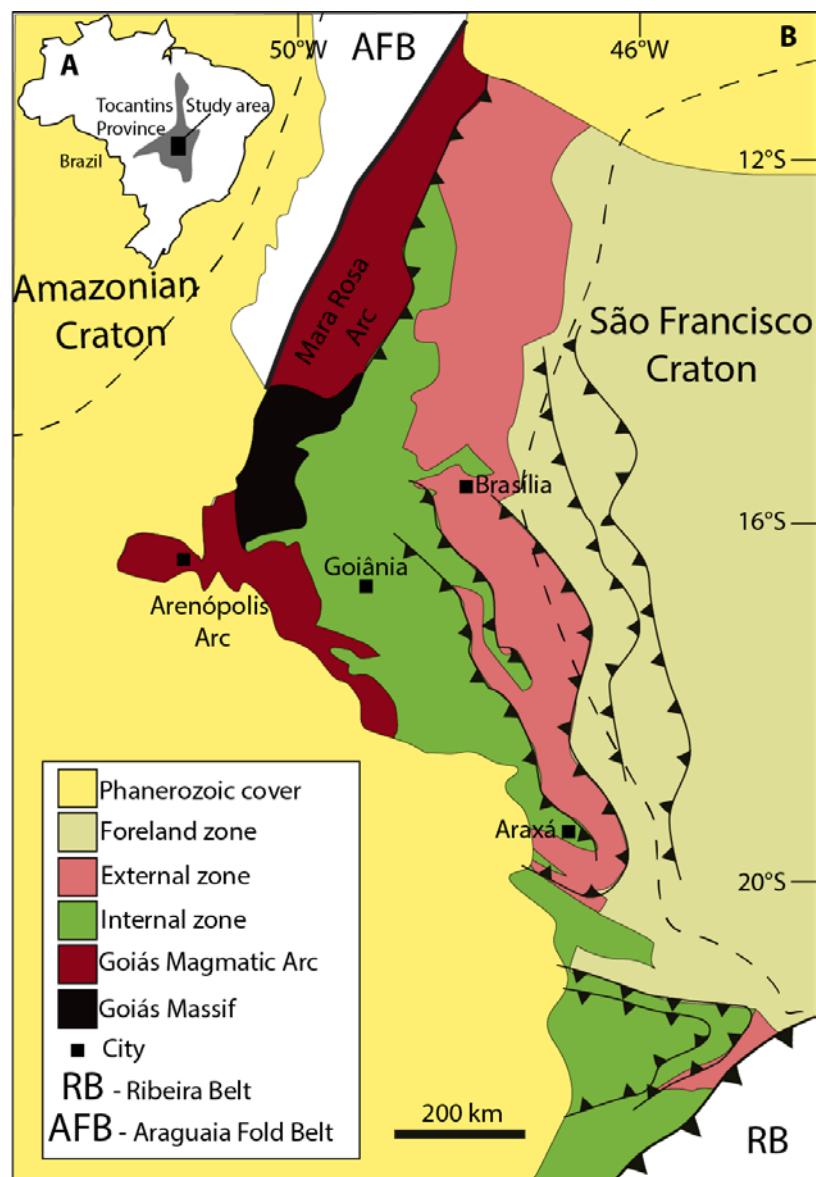 A
Tocantins
Province
Study area
Brazil
50°W
AFB
46°W
B
12°S
Amazonian
Craton
Mara Rosa
Arc
São Francisco
Craton
Brasília
16°S
Goiânia
Arenópolis
Arc
Araxá
20°S
Phanerozoic cover
Foreland zone
External zone
Internal zone
Goiás Magmatic Arc
Goiás Massif
City
RB - Ribeira Belt
AFB - Araguaia Fold Belt
200 km
RB